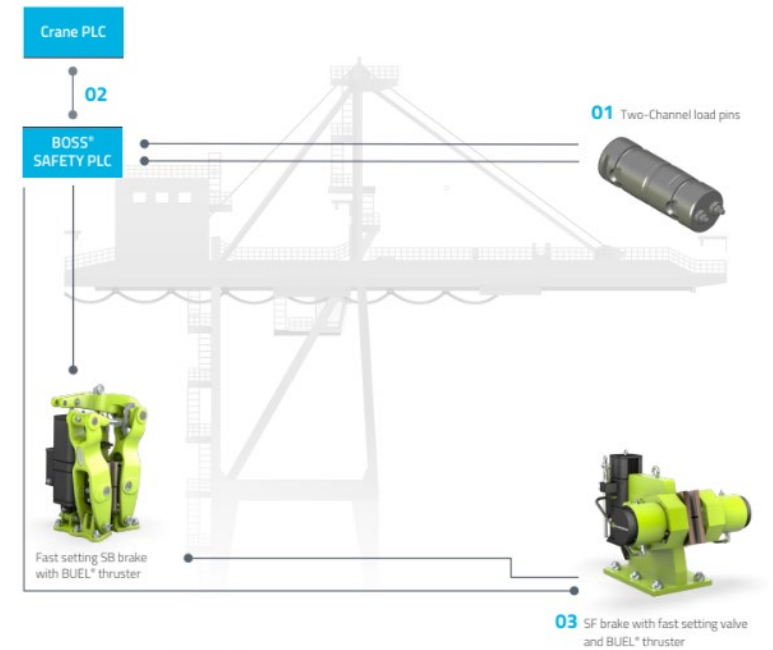 Crane PLC
02
BOSS®
SAFETY PLC
01 Two-Channel load pins
Fast setting SB brake
with BUEL® thruster
03 SF brake with fast setting valve
and BUEL® thruster